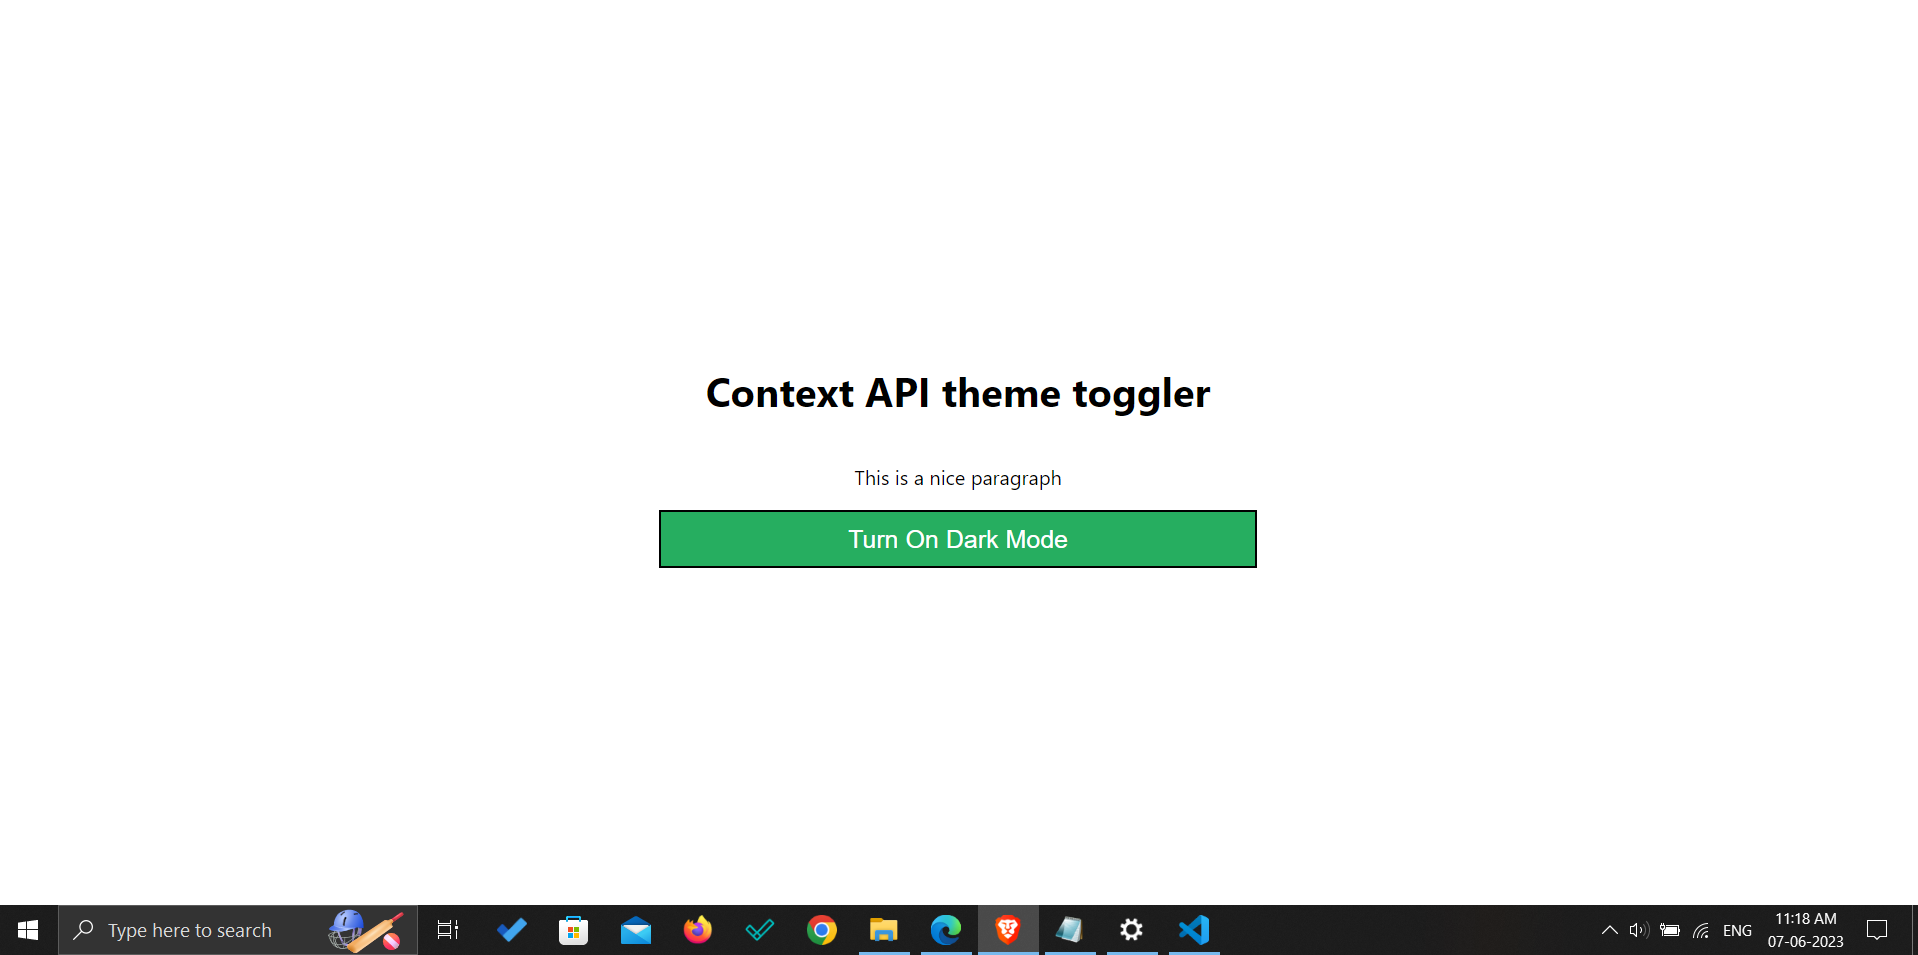 Context API theme toggler
This is a nice paragraph
Turn On Dark Mode
Type here to search
ENG
11:18 AM
07-06-2023